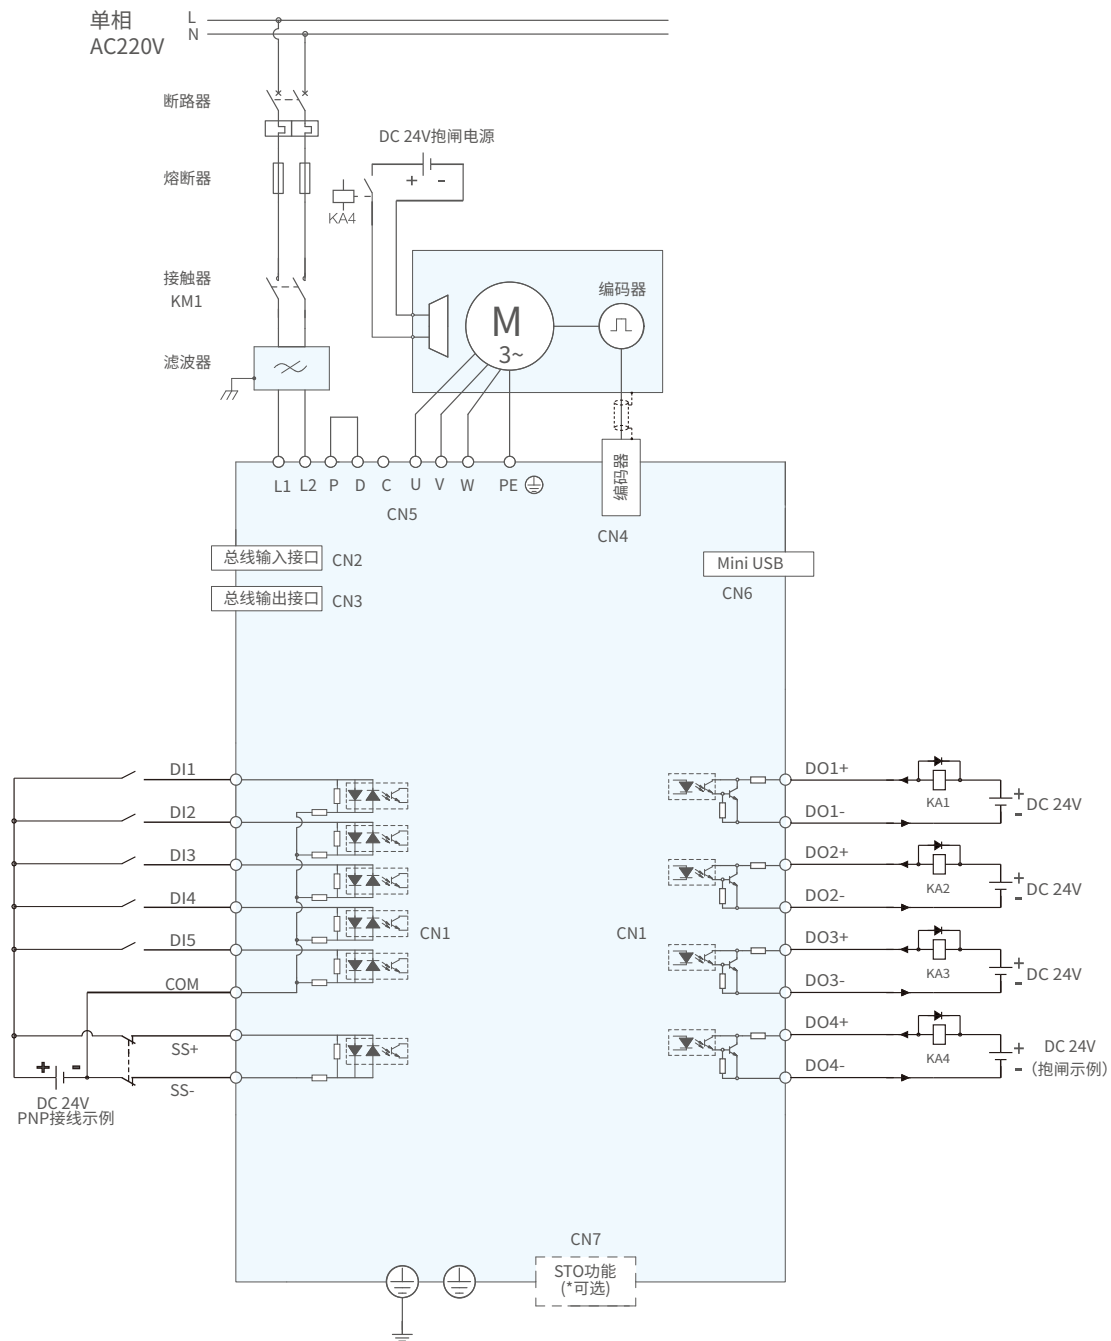 单相
AC220V
L
N
断路器
DC 24V抱闸电源
熔断器
+ -
KA4
接触器
KM1
编码器
M
3~
滤波器
L1 L2 P D C U V W PE
编码器
CN5
CN4
总线输入接口 CN2
Mini USB
总线输出接口 CN3
CN6
DI1
DI2
DI3
DI4
DI5
COM
SS+
SS-
+ -
DC 24V
PNP接线示例
CN1
CN1
DO1+
KA1
+
-
DC 24V
DO1-
DO2+
KA2
+
-
DC 24V
DO2-
DO3+
KA3
+
-
DC 24V
DO3-
DO4+
KA4
+
-
DC 24V
(抱闸示例)
DO4-
CN7
STO功能
(*可选)